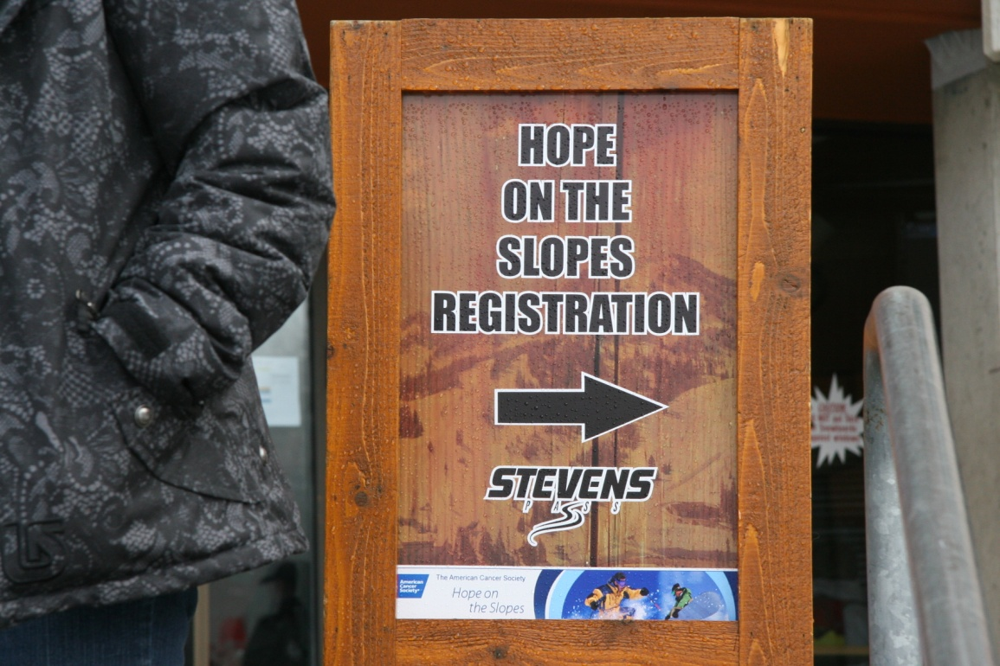 HOPE
ON THE
SLOPES
REGISTRATION
STEVENS
PASS
American
Cancer
Society®
The American Cancer Society
Hope on
the Slopes